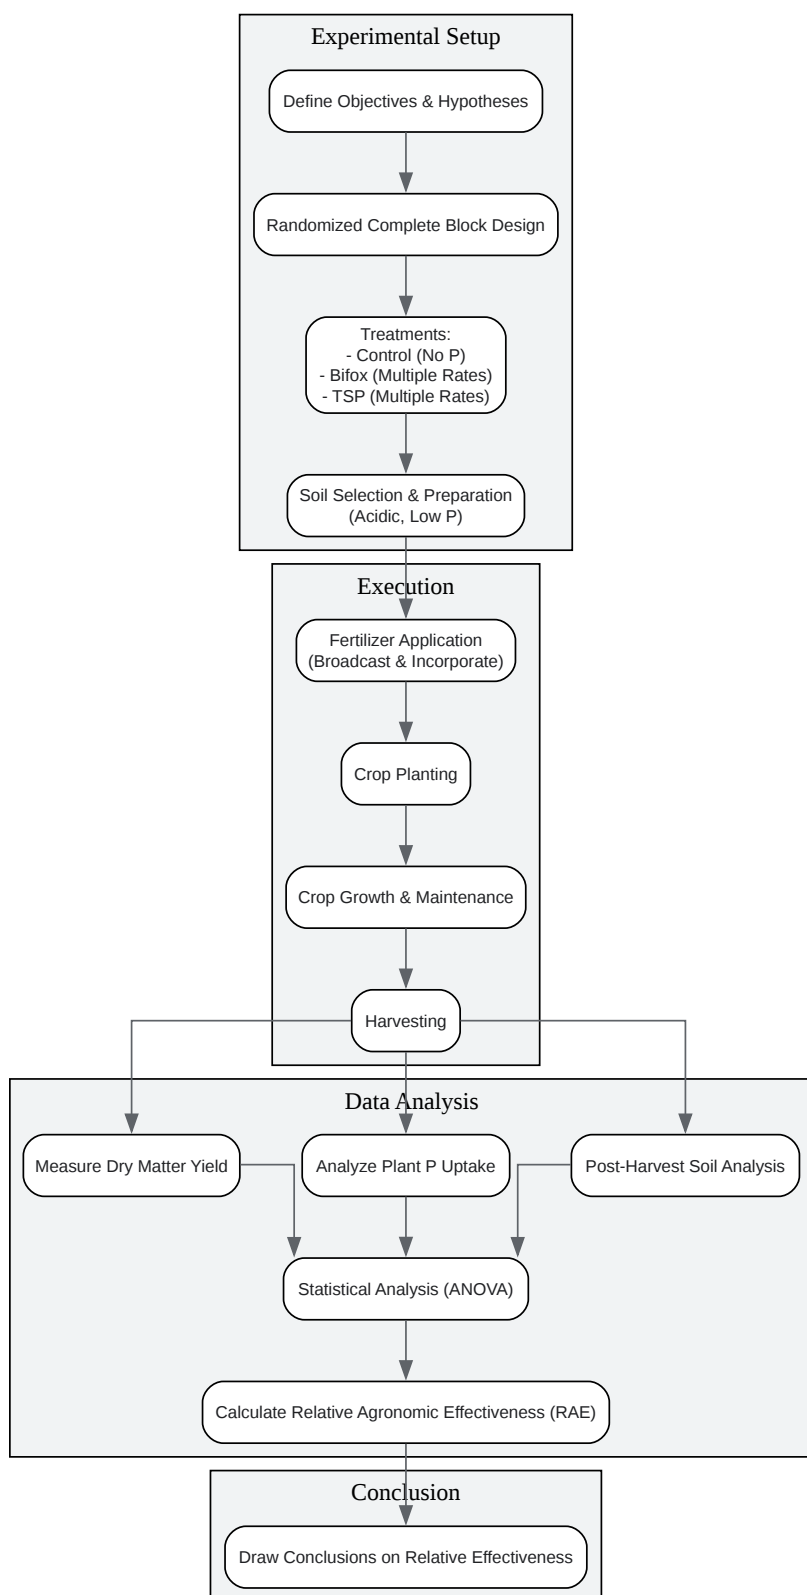 Experimental Setup
Define Objectives & Hypotheses
Randomized Complete Block Design
Treatments:
- Control (No P)
- Bifox (Multiple Rates)
- TSP (Multiple Rates)
Soil Selection & Preparation
(Acidic, Low P)
Execution
Fertilizer Application
(Broadcast & Incorporate)
Crop Planting
Crop Growth & Maintenance
Harvesting
Data Analysis
Measure Dry Matter Yield
Analyze Plant P Uptake
Post-Harvest Soil Analysis
Statistical Analysis (ANOVA)
Calculate Relative Agronomic Effectiveness (RAE)
Conclusion
Draw Conclusions on Relative Effectiveness